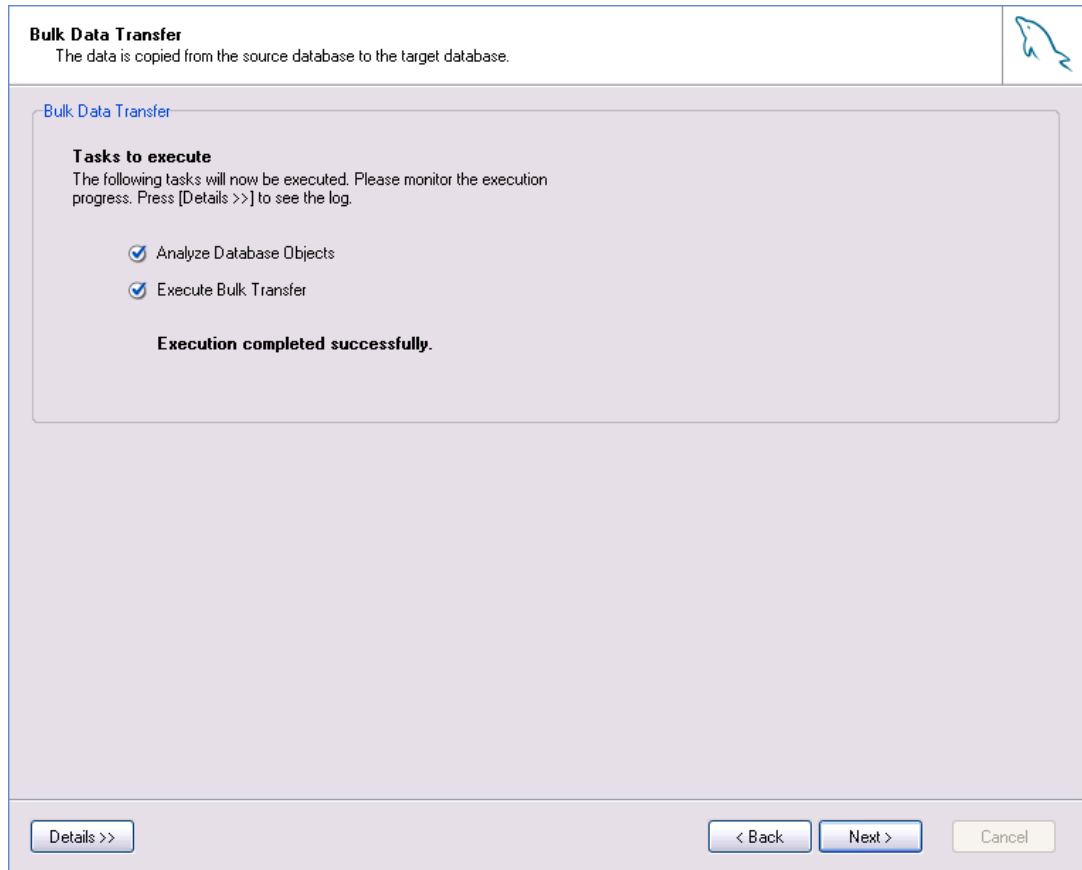 Bulk Data Transfer
The data is copied from the source database to the target database.
Bulk Data Transfer
Tasks to execute
The following tasks will now be executed. Please monitor the execution
progress. Press [Details >>] to see the log.
Analyze Database Objects
Execute Bulk Transfer
Execution completed successfully.
Details >>
< Back
Next >
Cancel